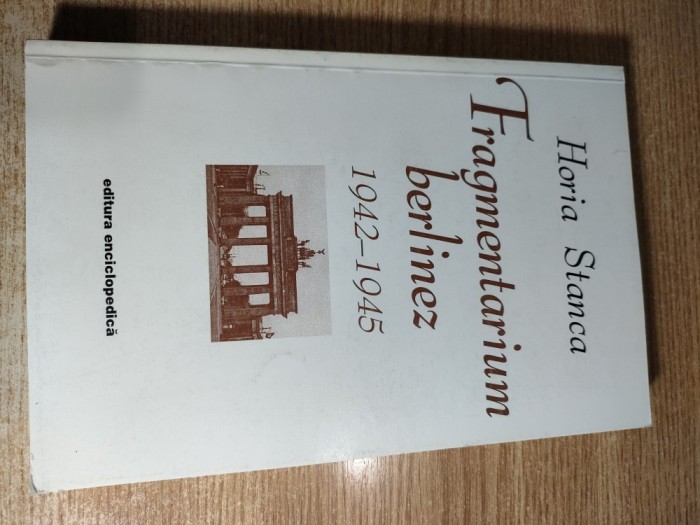 Horia Stanca
Fragmentarium
berlinez
1942–1945
editura enciclopedică